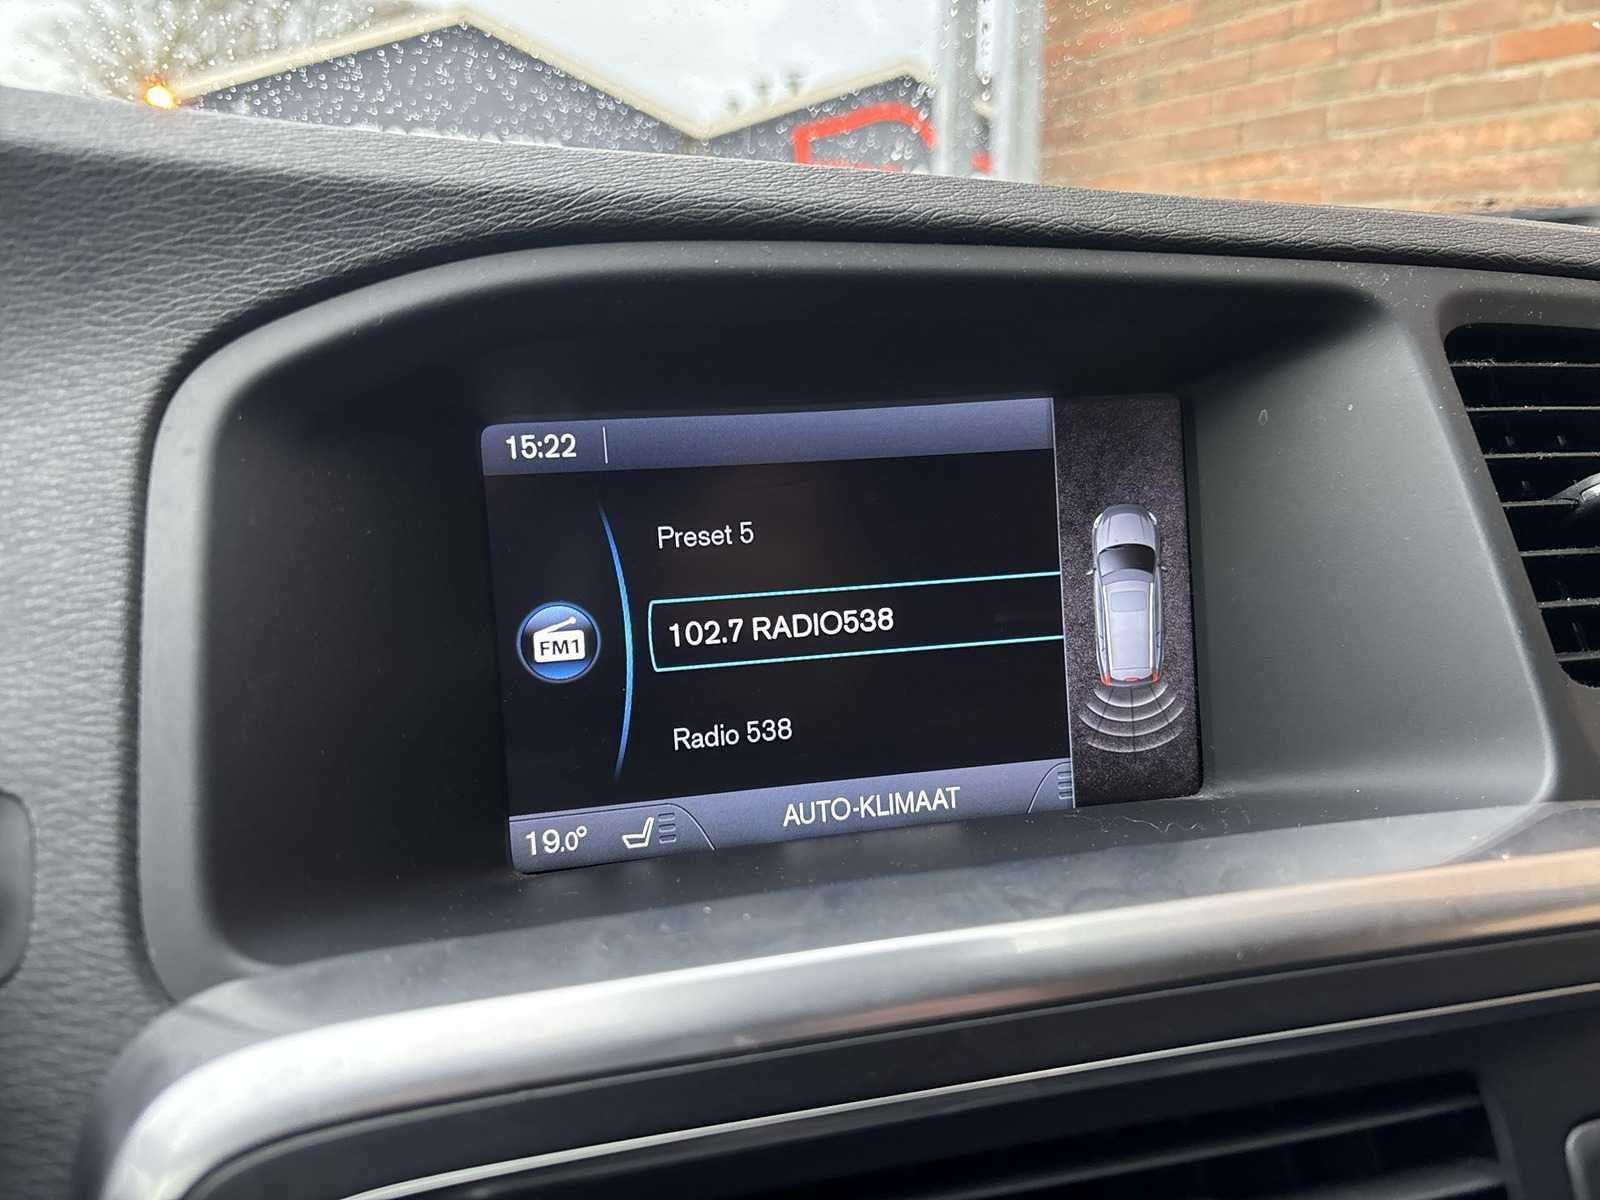 15:22
Preset 5
FM1
102.7 RADIO538
Radio 538
19.0°
AUTO-KLIMAAT